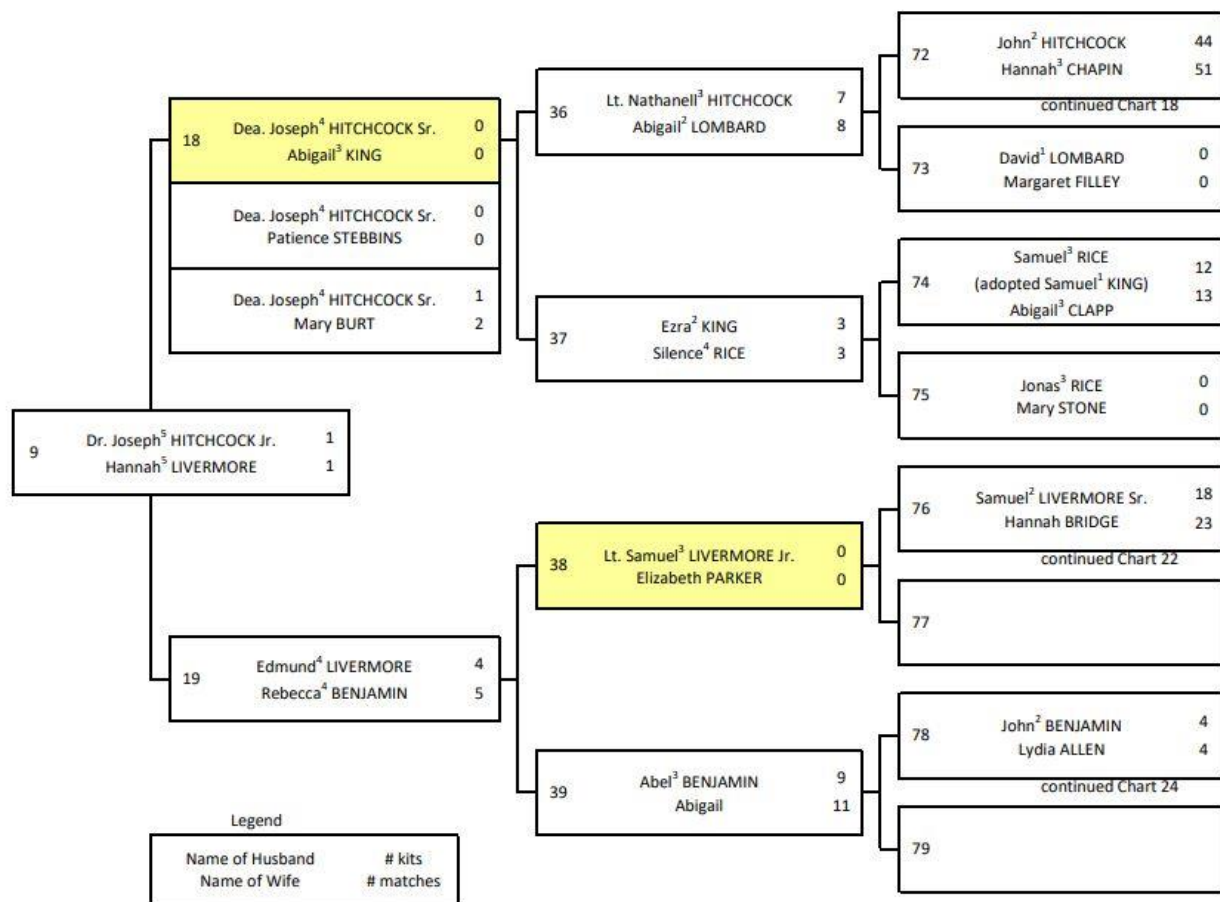 72 John² HITCHCOCK 44
Hannah³ CHAPIN 51
continued Chart 18
36 Lt. Nathanell³ HITCHCOCK 7
Abigail² LOMBARD 8
18 Dea. Joseph⁴ HITCHCOCK Sr. 0
Abigail³ KING 0
73 David¹ LOMBARD 0
Margaret FILLEY 0
Dea. Joseph⁴ HITCHCOCK Sr. 0
Patience STEBBINS 0
74 Samuel³ RICE 12
(adopted Samuel¹ KING)
Abigail³ CLAPP 13
Dea. Joseph⁴ HITCHCOCK Sr. 1
Mary BURT 2
37 Ezra² KING 3
Silence⁴ RICE 3
75 Jonas³ RICE 0
Mary STONE 0
9 Dr. Joseph⁵ HITCHCOCK Jr. 1
Hannah⁵ LIVERMORE 1
76 Samuel² LIVERMORE Sr. 18
Hannah BRIDGE 23
continued Chart 22
38 Lt. Samuel³ LIVERMORE Jr. 0
Elizabeth PARKER 0
77
19 Edmund⁴ LIVERMORE 4
Rebecca⁴ BENJAMIN 5
78 John² BENJAMIN 4
Lydia ALLEN 4
continued Chart 24
39 Abel³ BENJAMIN 9
Abigail 11
79
Legend
Name of Husband # kits
Name of Wife # matches